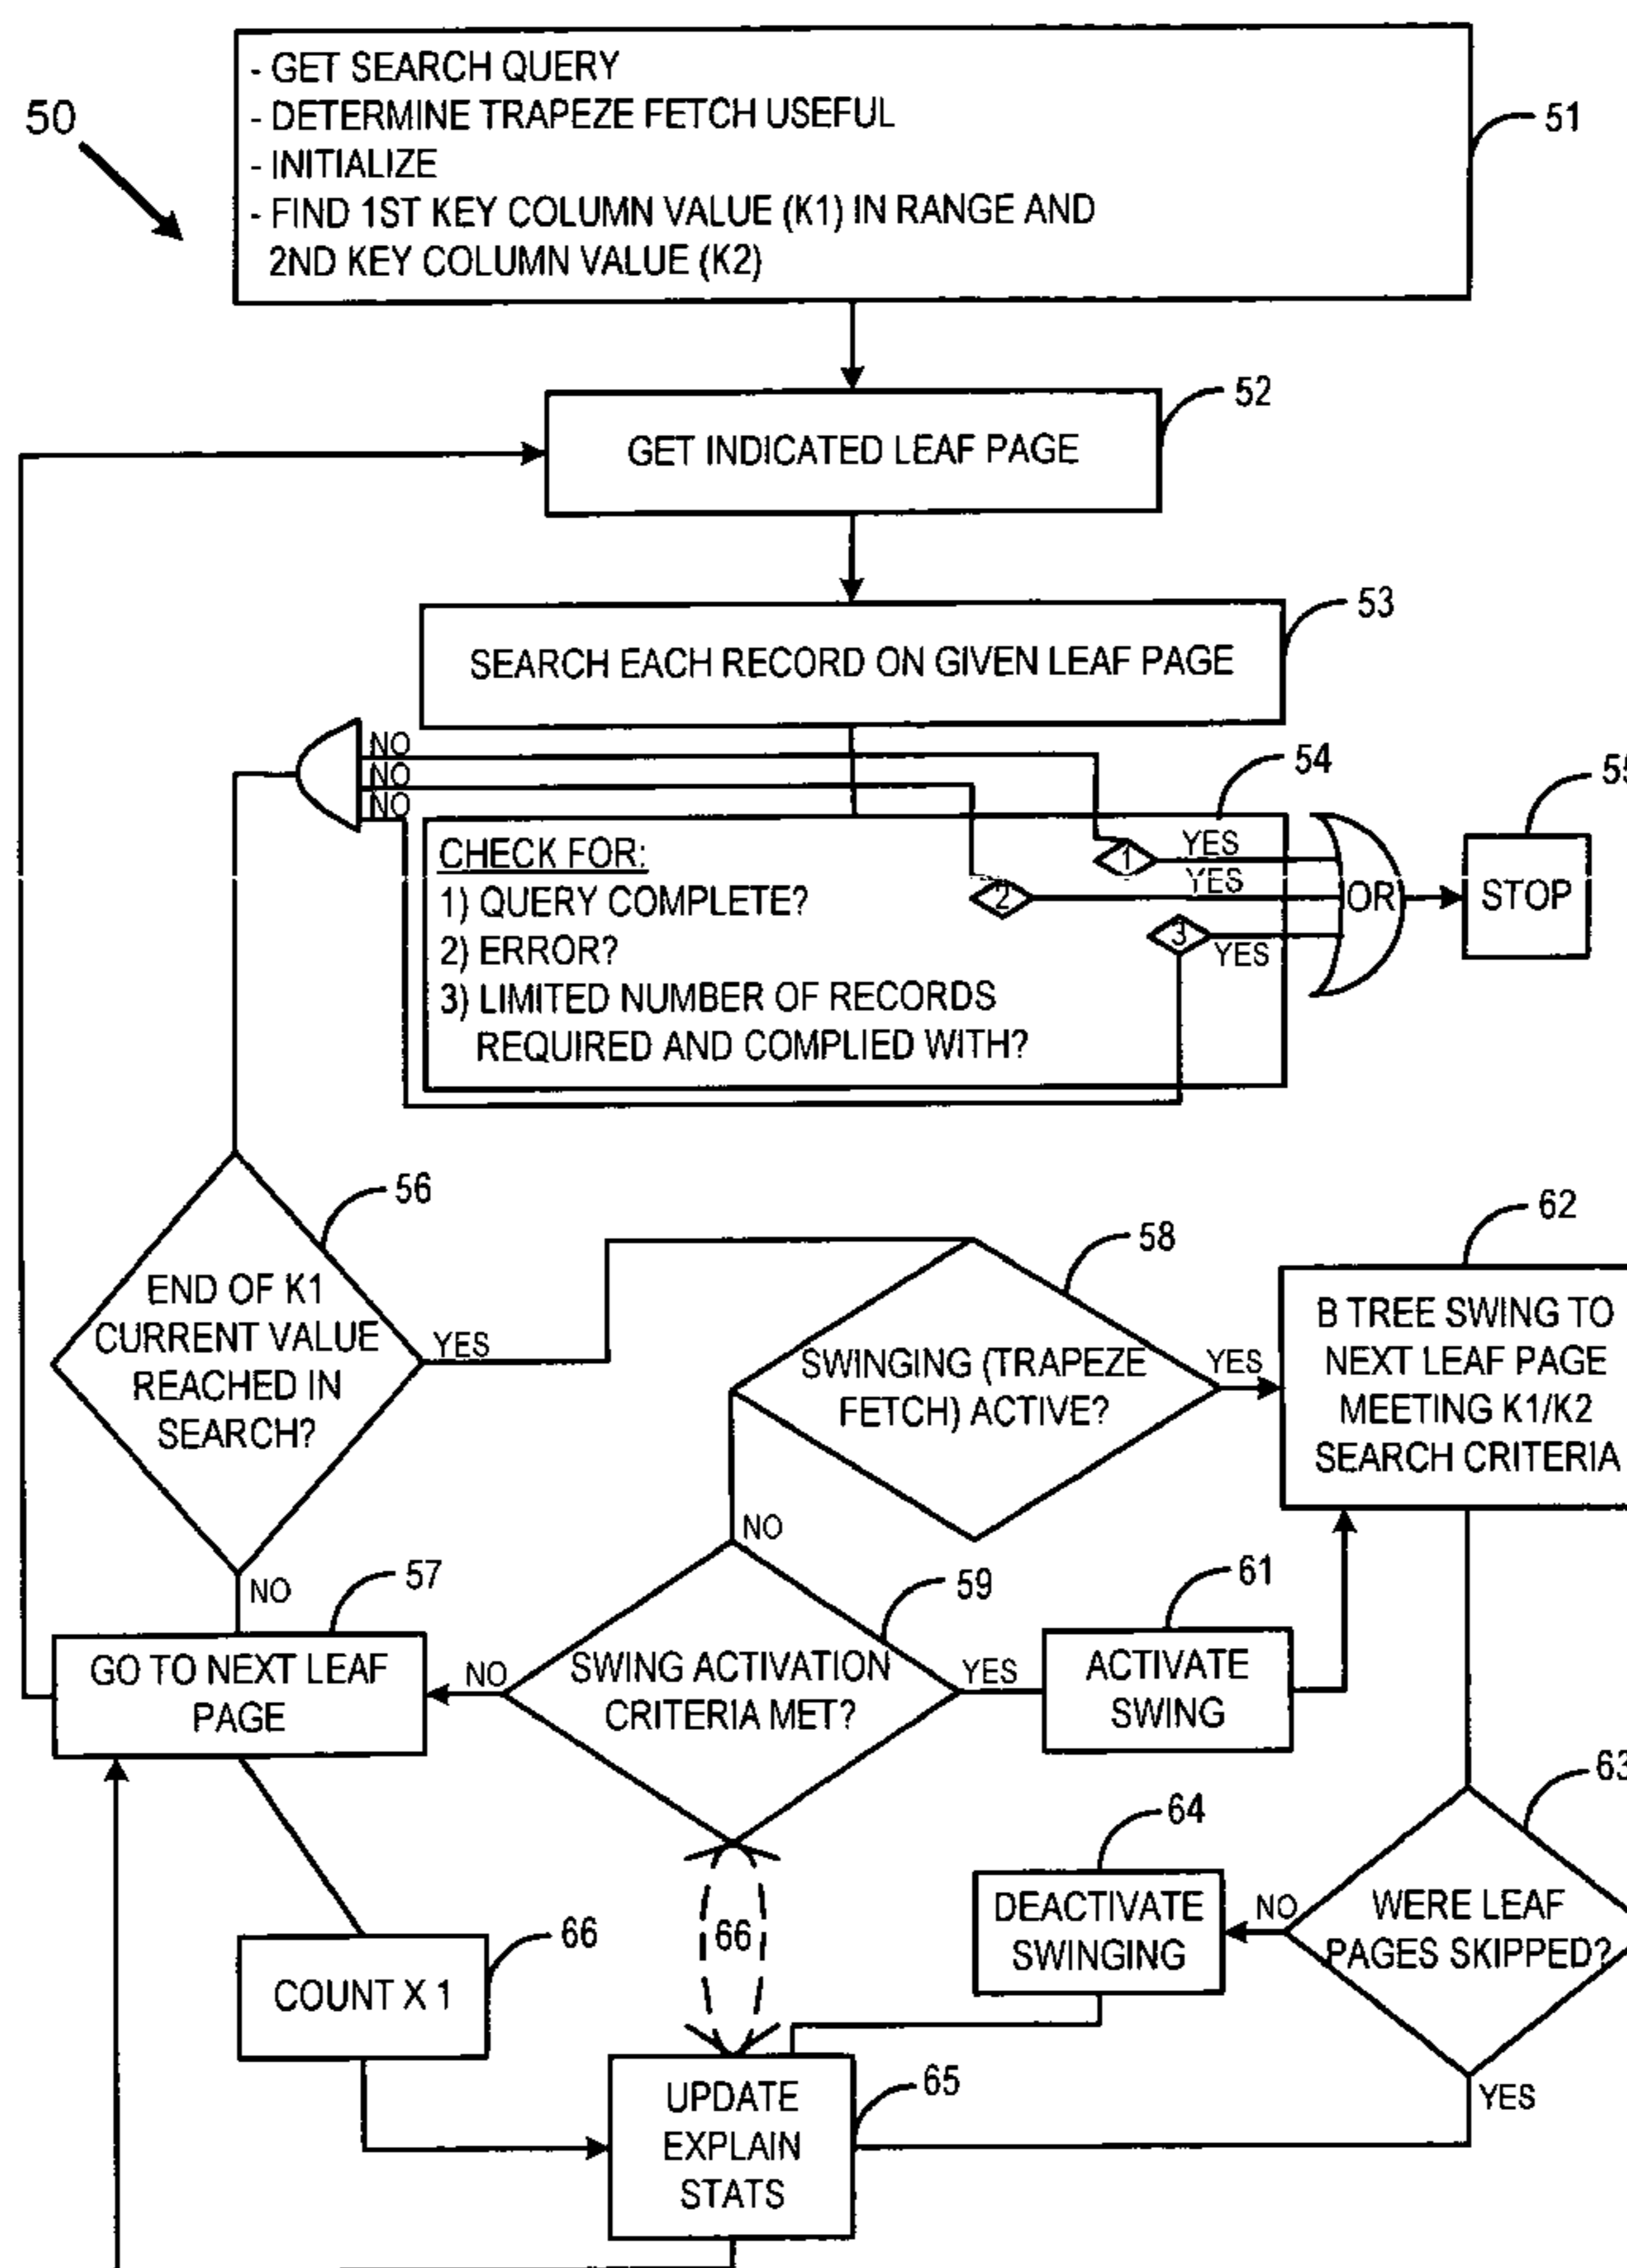 50
- GET SEARCH QUERY
- DETERMINE TRAPEZE FETCH USEFUL
- INITIALIZE
- FIND 1ST KEY COLUMN VALUE (K1) IN RANGE AND
2ND KEY COLUMN VALUE (K2)
51
52
GET INDICATED LEAF PAGE
53
SEARCH EACH RECORD ON GIVEN LEAF PAGE
NO
NO
NO
54
55
CHECK FOR:
1) QUERY COMPLETE?
2) ERROR?
3) LIMITED NUMBER OF RECORDS
REQUIRED AND COMPLIED WITH?
1
YES
2
YES
3
YES
OR
STOP
56
END OF K1
CURRENT VALUE
REACHED IN
SEARCH?
YES
NO
58
SWINGING (TRAPEZE
FETCH) ACTIVE?
YES
NO
62
B TREE SWING TO
NEXT LEAF PAGE
MEETING K1/K2
SEARCH CRITERIA
57
GO TO NEXT LEAF
PAGE
NO
59
SWING ACTIVATION
CRITERIA MET?
YES
61
ACTIVATE
SWING
63
WERE LEAF
PAGES SKIPPED?
NO
YES
64
DEACTIVATE
SWINGING
66
COUNT X 1
66
65
UPDATE
EXPLAIN
STATS